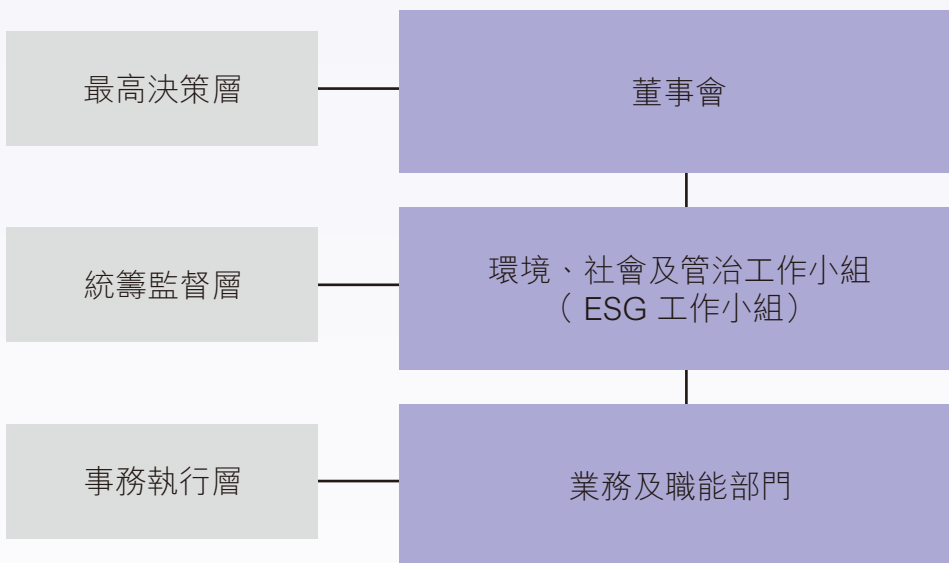 最高決策層
董事會
統籌監督層
環境、社會及管治工作小組
（ ESG 工作小組）
事務執行層
業務及職能部門